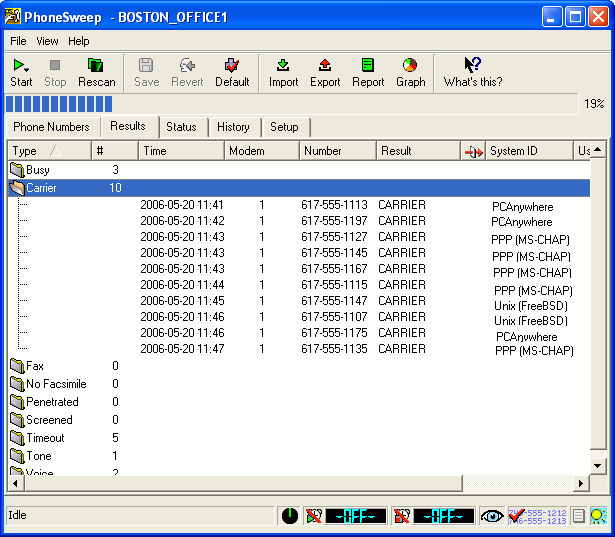 PhoneSweep - BOSTON_OFFICE1
File View Help
Start Stop Rescan Save Revert Default Import Export Report Graph What's this?
19%
Phone Numbers Results Status History Setup
Type # Time Modem Number Result System ID Us
Busy 3
Carrier 10
2006-05-20 11:41 1 617-555-1113 CARRIER PCAnywhere
2006-05-20 11:42 1 617-555-1197 CARRIER PCAnywhere
2006-05-20 11:43 1 617-555-1127 CARRIER PPP (MS-CHAP)
2006-05-20 11:43 1 617-555-1145 CARRIER PPP (MS-CHAP)
2006-05-20 11:43 1 617-555-1167 CARRIER PPP (MS-CHAP)
2006-05-20 11:44 1 617-555-1115 CARRIER PPP (MS-CHAP)
2006-05-20 11:45 1 617-555-1147 CARRIER Unix (FreeBSD)
2006-05-20 11:46 1 617-555-1107 CARRIER Unix (FreeBSD)
2006-05-20 11:46 1 617-555-1175 CARRIER PCAnywhere
2006-05-20 11:47 1 617-555-1135 CARRIER PPP (MS-CHAP)
Fax 0
No Facsimile 0
Penetrated 0
Screened 0
Timeout 5
Tone 1
Voice 2
Idle -OFF- -OFF-